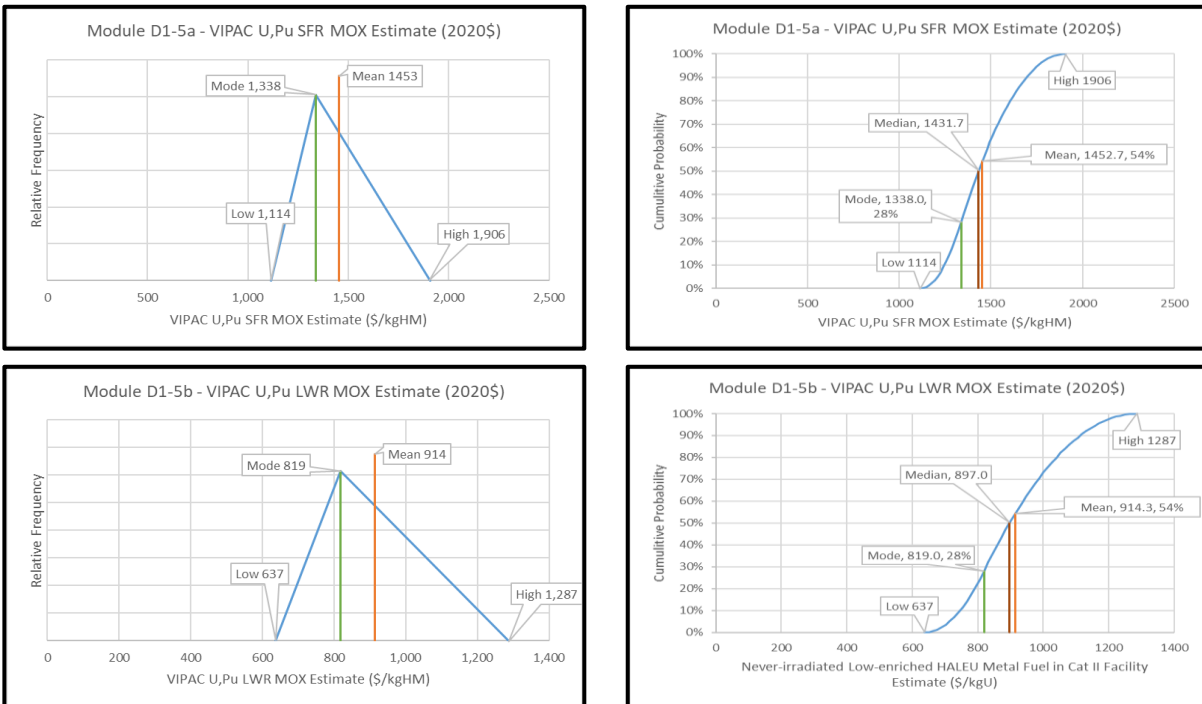 Module D1-5a - VIPAC U,Pu SFR MOX Estimate (2020$)
Relative Frequency
Mode 1,338
Mean 1453
Low 1,114
High 1,906
0
500
1,000
1,500
2,000
2,500
VIPAC U,Pu SFR MOX Estimate ($/kgHM)
Module D1-5a - VIPAC U,Pu SFR MOX Estimate (2020$)
Cumulitive Probability
100%
90%
80%
70%
60%
50%
40%
30%
20%
10%
0%
High 1906
Median, 1431.7
Mean, 1452.7, 54%
Mode, 1338.0,
28%
Low 1114
0
500
1000
1500
2000
2500
VIPAC U,Pu SFR MOX Estimate ($/kgHM)
Module D1-5b - VIPAC U,Pu LWR MOX Estimate (2020$)
Relative Frequency
Mode 819
Mean 914
Low 637
High 1,287
0
200
400
600
800
1,000
1,200
1,400
VIPAC U,Pu LWR MOX Estimate ($/kgHM)
Module D1-5b - VIPAC U,Pu LWR MOX Estimate (2020$)
Cumulitive Probability
100%
90%
80%
70%
60%
50%
40%
30%
20%
10%
0%
High 1287
Median, 897.0
Mean, 914.3, 54%
Mode, 819.0, 28%
Low 637
0
200
400
600
800
1000
1200
1400
Never-irradiated Low-enriched HALEU Metal Fuel in Cat II Facility
Estimate ($/kgU)